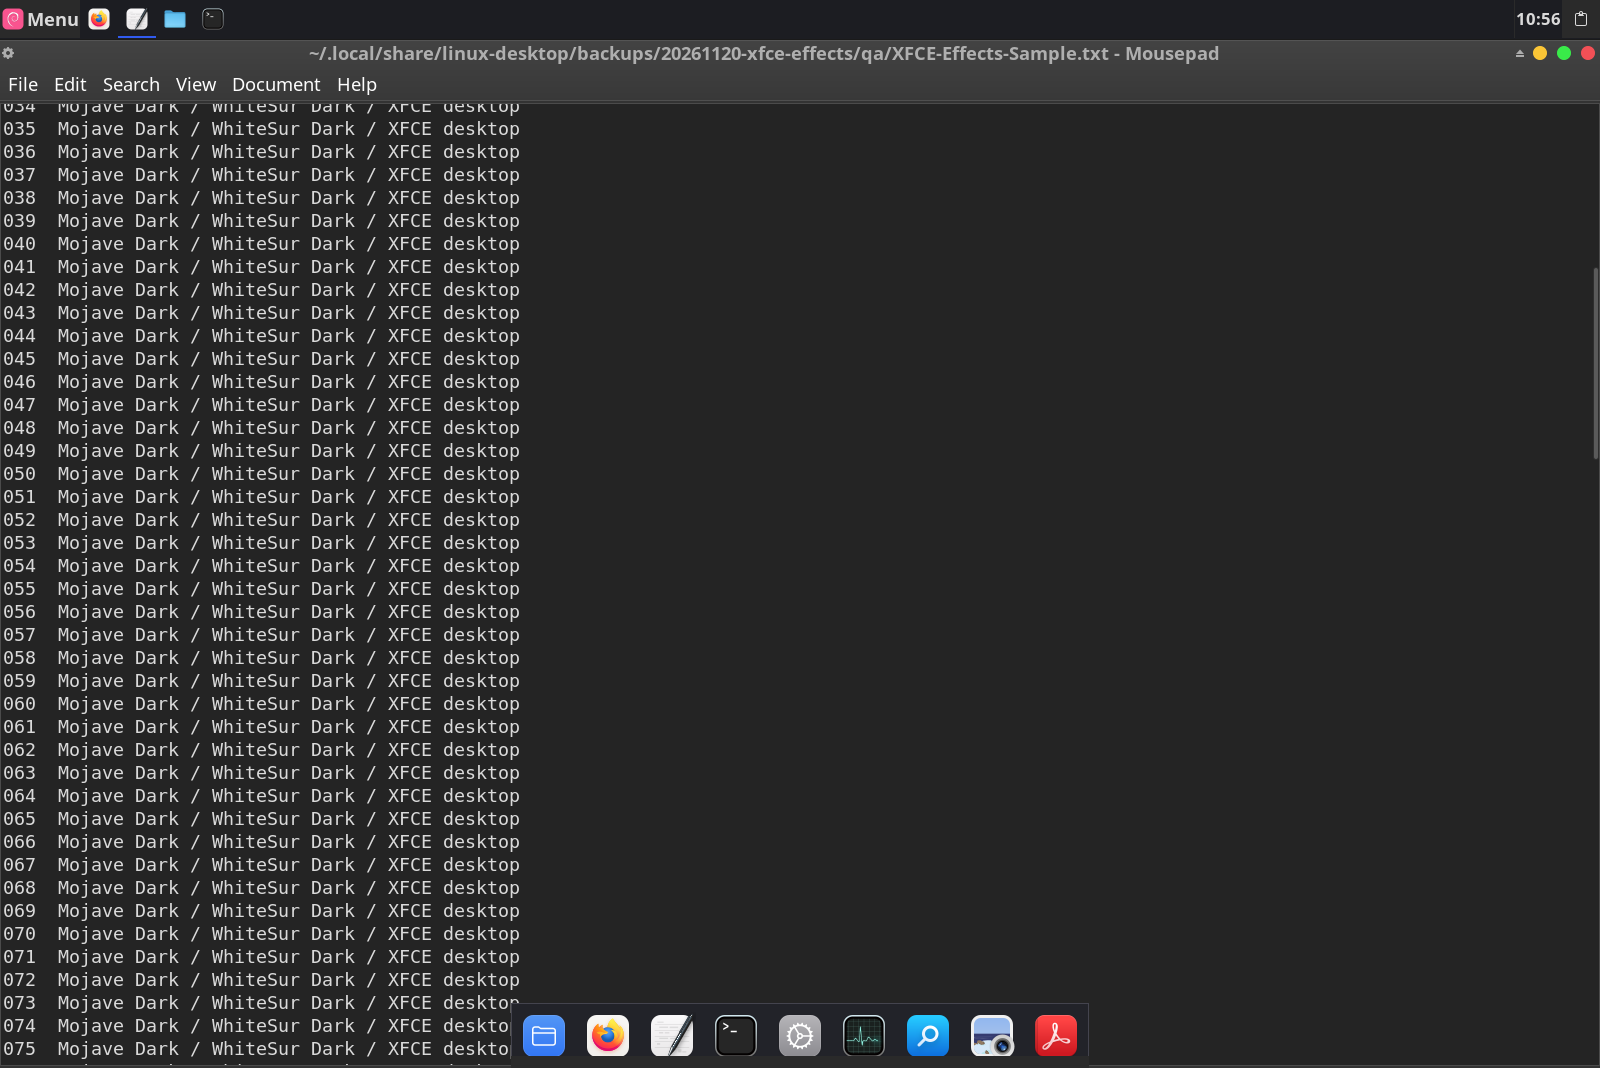 Menu
10:56
~/.local/share/linux-desktop/backups/20261120-xfce-effects/qa/XFCE-Effects-Sample.txt - Mousepad
File Edit Search View Document Help
034  Mojave Dark / WhiteSur Dark / XFCE desktop
035  Mojave Dark / WhiteSur Dark / XFCE desktop
036  Mojave Dark / WhiteSur Dark / XFCE desktop
037  Mojave Dark / WhiteSur Dark / XFCE desktop
038  Mojave Dark / WhiteSur Dark / XFCE desktop
039  Mojave Dark / WhiteSur Dark / XFCE desktop
040  Mojave Dark / WhiteSur Dark / XFCE desktop
041  Mojave Dark / WhiteSur Dark / XFCE desktop
042  Mojave Dark / WhiteSur Dark / XFCE desktop
043  Mojave Dark / WhiteSur Dark / XFCE desktop
044  Mojave Dark / WhiteSur Dark / XFCE desktop
045  Mojave Dark / WhiteSur Dark / XFCE desktop
046  Mojave Dark / WhiteSur Dark / XFCE desktop
047  Mojave Dark / WhiteSur Dark / XFCE desktop
048  Mojave Dark / WhiteSur Dark / XFCE desktop
049  Mojave Dark / WhiteSur Dark / XFCE desktop
050  Mojave Dark / WhiteSur Dark / XFCE desktop
051  Mojave Dark / WhiteSur Dark / XFCE desktop
052  Mojave Dark / WhiteSur Dark / XFCE desktop
053  Mojave Dark / WhiteSur Dark / XFCE desktop
054  Mojave Dark / WhiteSur Dark / XFCE desktop
055  Mojave Dark / WhiteSur Dark / XFCE desktop
056  Mojave Dark / WhiteSur Dark / XFCE desktop
057  Mojave Dark / WhiteSur Dark / XFCE desktop
058  Mojave Dark / WhiteSur Dark / XFCE desktop
059  Mojave Dark / WhiteSur Dark / XFCE desktop
060  Mojave Dark / WhiteSur Dark / XFCE desktop
061  Mojave Dark / WhiteSur Dark / XFCE desktop
062  Mojave Dark / WhiteSur Dark / XFCE desktop
063  Mojave Dark / WhiteSur Dark / XFCE desktop
064  Mojave Dark / WhiteSur Dark / XFCE desktop
065  Mojave Dark / WhiteSur Dark / XFCE desktop
066  Mojave Dark / WhiteSur Dark / XFCE desktop
067  Mojave Dark / WhiteSur Dark / XFCE desktop
068  Mojave Dark / WhiteSur Dark / XFCE desktop
069  Mojave Dark / WhiteSur Dark / XFCE desktop
070  Mojave Dark / WhiteSur Dark / XFCE desktop
071  Mojave Dark / WhiteSur Dark / XFCE desktop
072  Mojave Dark / WhiteSur Dark / XFCE desktop
073  Mojave Dark / WhiteSur Dark / XFCE desktop
074  Mojave Dark / WhiteSur Dark / XFCE deskto
075  Mojave Dark / WhiteSur Dark / XFCE deskto